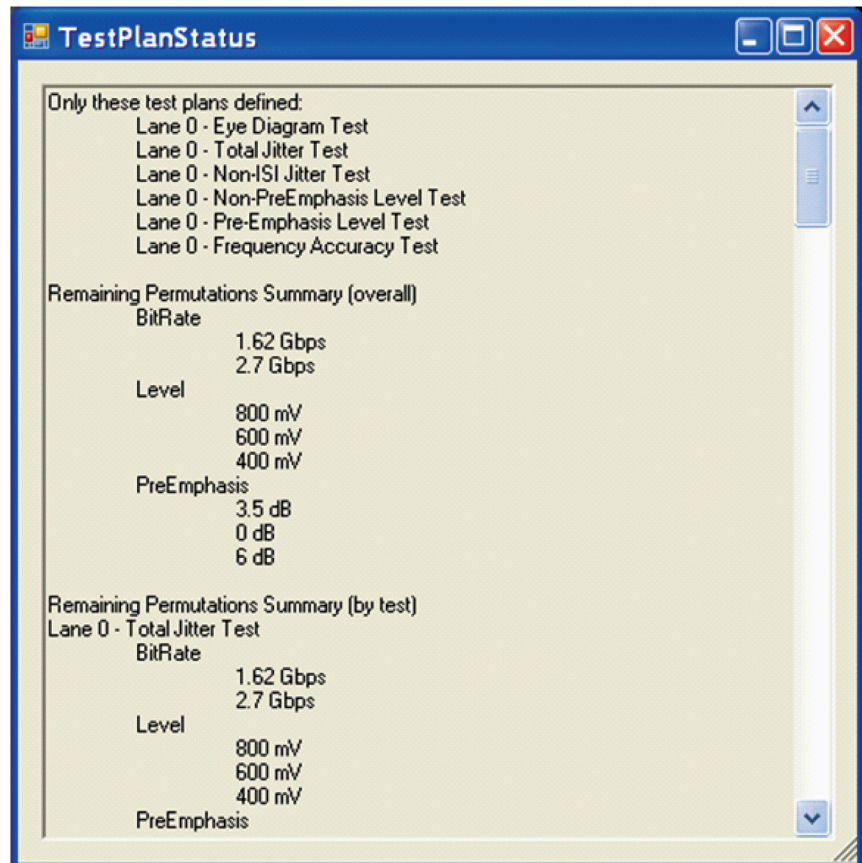 TestPlanStatus
Only these test plans defined:
Lane 0 - Eye Diagram Test
Lane 0 - Total Jitter Test
Lane 0 - Non-ISI Jitter Test
Lane 0 - Non-PreEmphasis Level Test
Lane 0 - Pre-Emphasis Level Test
Lane 0 - Frequency Accuracy Test
Remaining Permutations Summary (overall)
BitRate
1.62 Gbps
2.7 Gbps
Level
800 mV
600 mV
400 mV
PreEmphasis
3.5 dB
0 dB
6 dB
Remaining Permutations Summary (by test)
Lane 0 - Total Jitter Test
BitRate
1.62 Gbps
2.7 Gbps
Level
800 mV
600 mV
400 mV
PreEmphasis